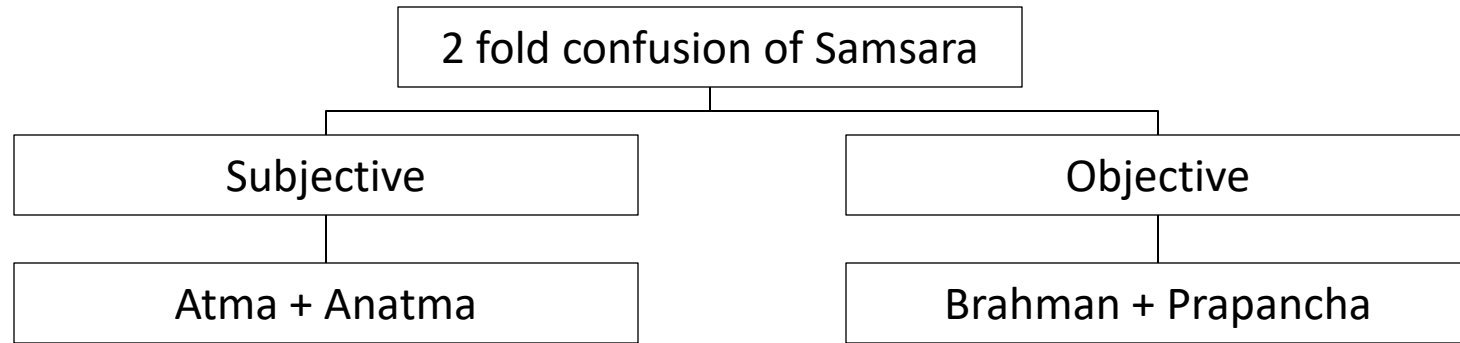 2 fold confusion of Samsara
Subjective
Objective
Atma + Anatma
Brahman + Prapancha